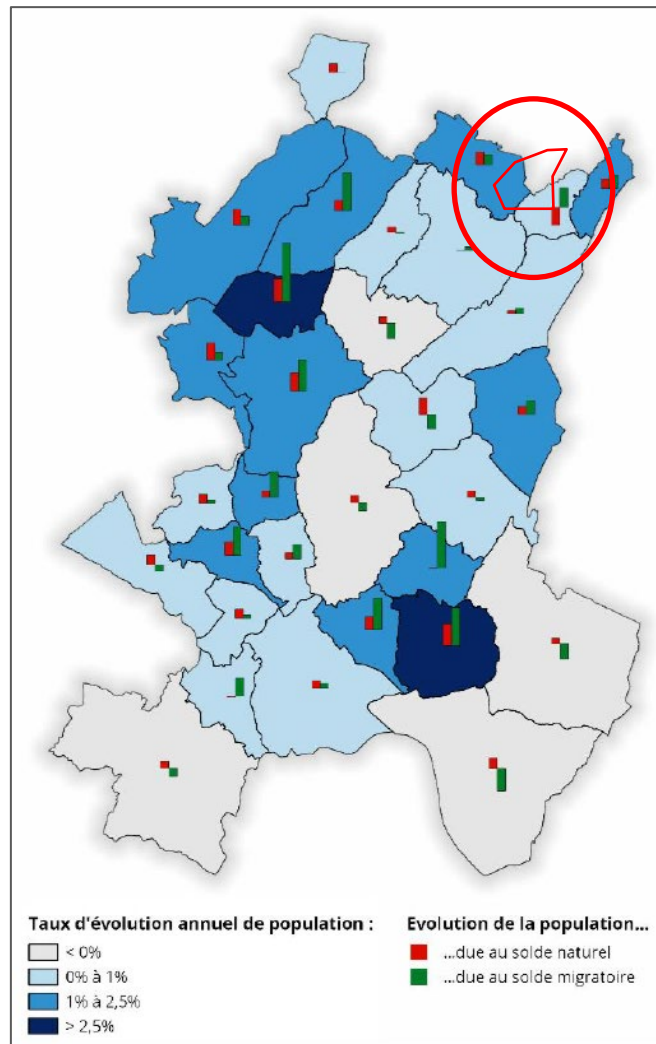 Taux d'évolution annuel de population :
< 0%
0% à 1%
1% à 2,5%
> 2,5%
Evolution de la population...
...due au solde naturel
...due au solde migratoire